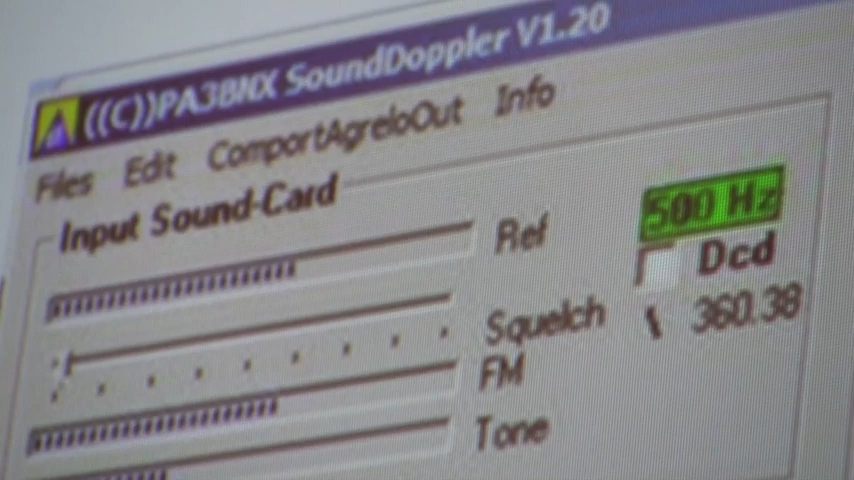 ((C))PA3BNX SoundDoppler V1.20
Files Edit ComportAgreloOut Info
Input Sound-Card
Ref 500 Hz
Dcd
Squelch \ 360.38
FM
Tone